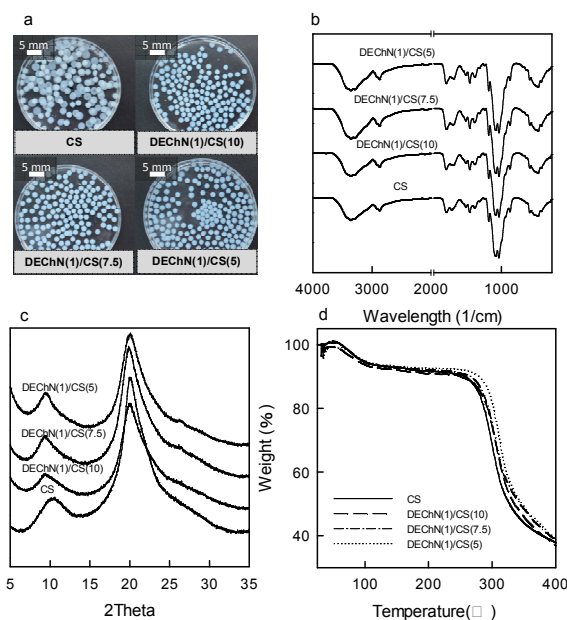 a
5 mm
5 mm
CS
DEChN(1)/CS(10)
5 mm
5 mm
DEChN(1)/CS(7.5)
DEChN(1)/CS(5)
b
DEChN(1)/CS(5)
DEChN(1)/CS(7.5)
DEChN(1)/CS(10)
CS
4000 3000 2000 1000
Wavelength (1/cm)
c
DEChN(1)/CS(5)
DEChN(1)/CS(7.5)
DEChN(1)/CS(10)
CS
5 10 15 20 25 30 35
2Theta
d
100
80
60
40
Weight (%)
CS
DEChN(1)/CS(10)
DEChN(1)/CS(7.5)
DEChN(1)/CS(5)
100 200 300 400
Temperature(□ )